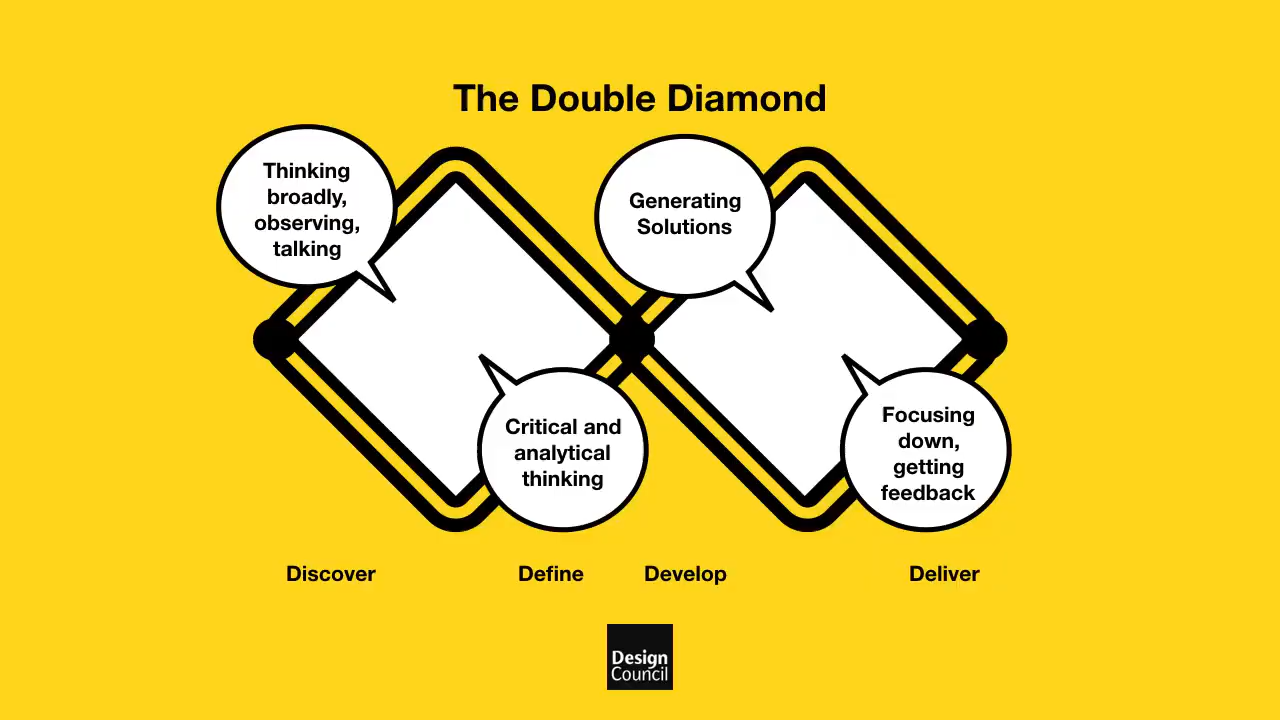 The Double Diamond
Thinking
broadly,
observing,
talking
Generating
Solutions
Critical and
analytical
thinking
Focusing
down,
getting
feedback
Discover
Define
Develop
Deliver
Design
Council